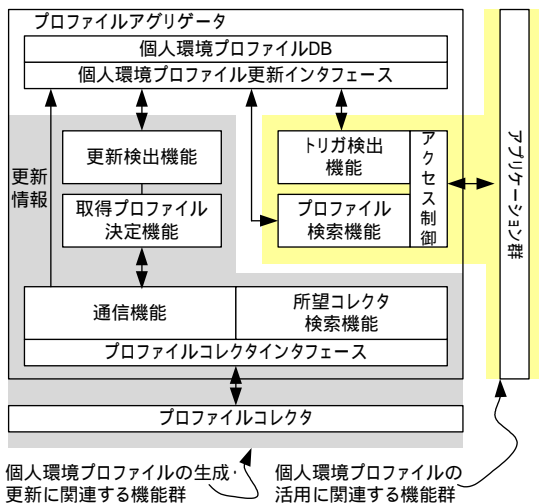 プロファイルアグリゲータ
個人環境プロファイルDB
個人環境プロファイル更新インタフェース
更新検出機能
トリガ検出
機能
アクセス制御
アプリケーション群
更新
情報
取得プロファイル
決定機能
プロファイル
検索機能
通信機能
所望コレクタ
検索機能
プロファイルコレクタインタフェース
プロファイルコレクタ
個人環境プロファイルの生成・
更新に関連する機能群
個人環境プロファイルの
活用に関連する機能群